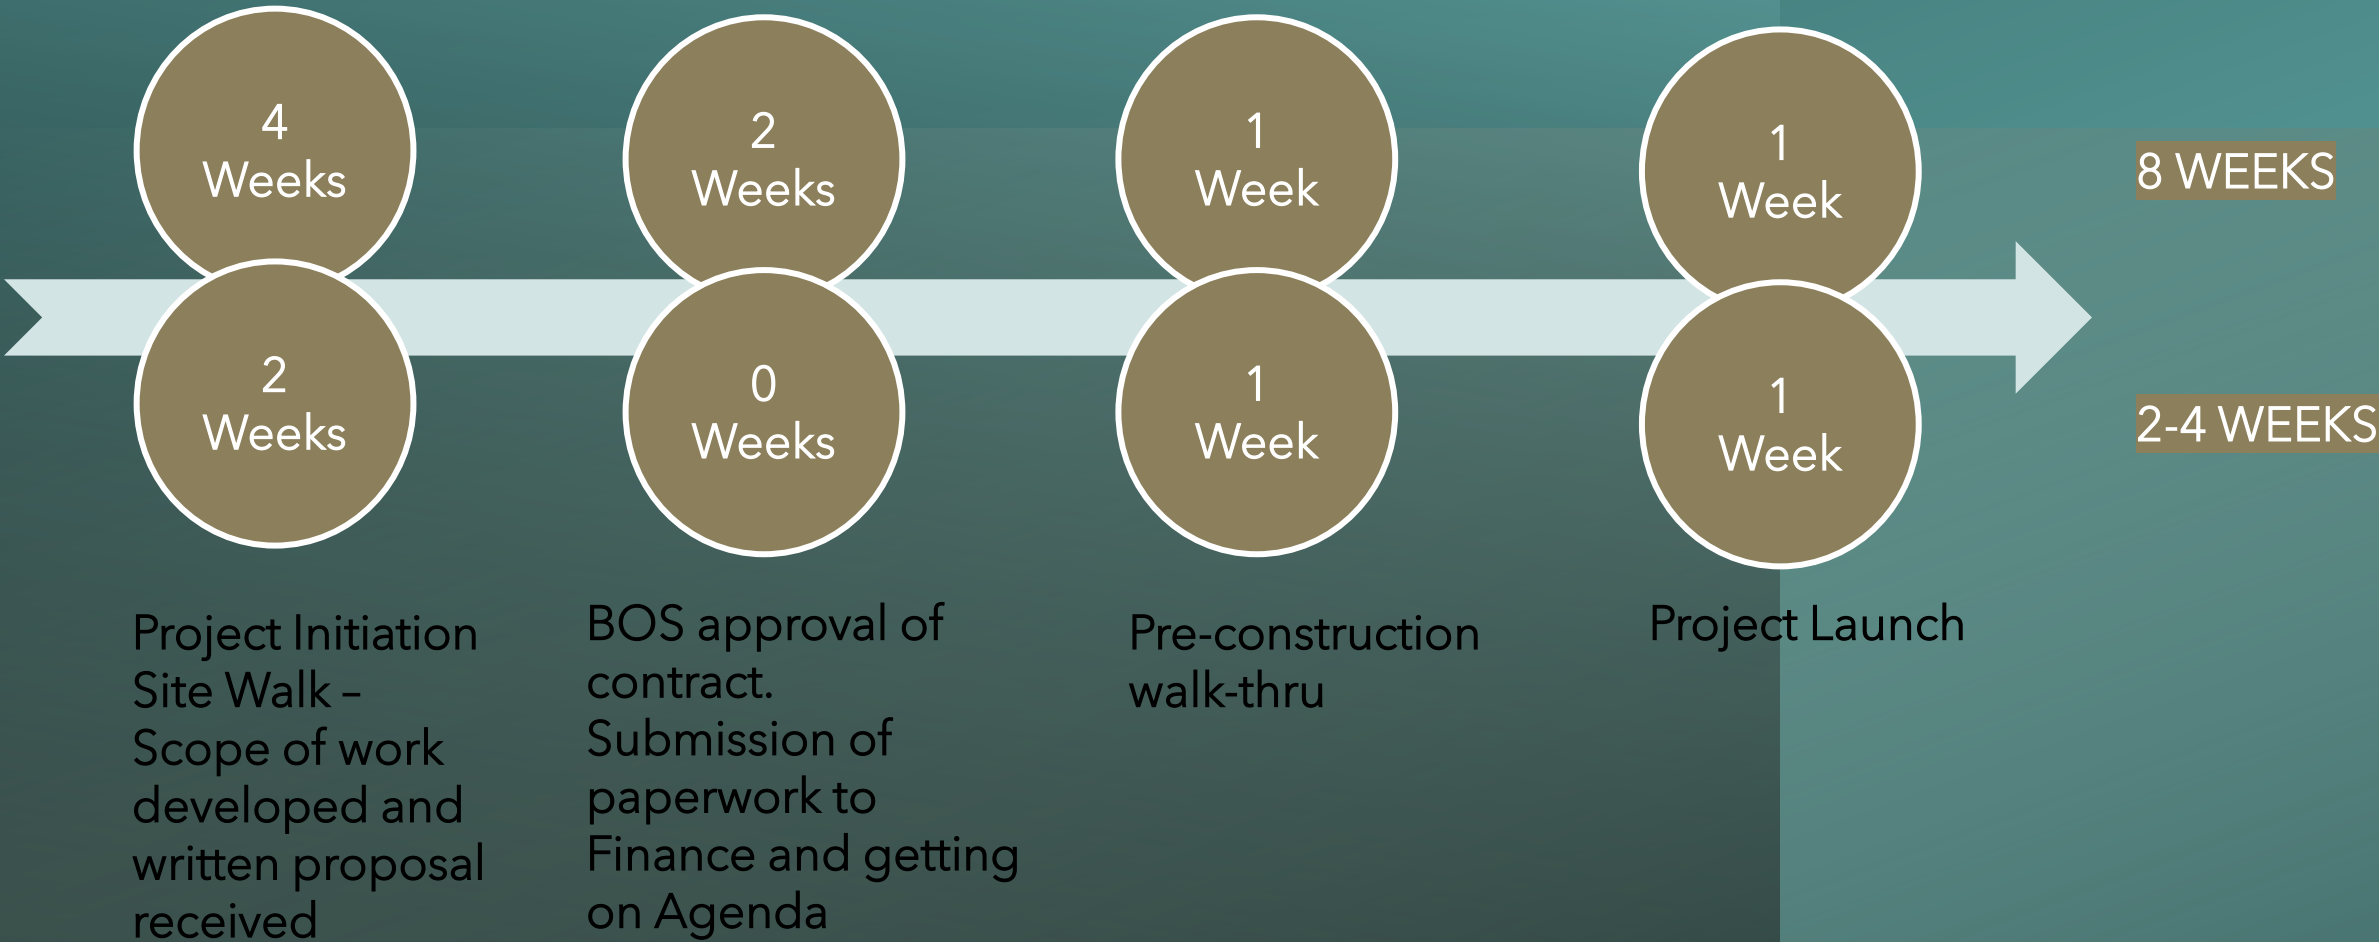 4
Weeks
2
Weeks
1
Week
1
Week
8 WEEKS
2
Weeks
0
Weeks
1
Week
1
Week
2-4 WEEKS
Project Initiation
Site Walk –
Scope of work
developed and
written proposal
received
BOS approval of
contract.
Submission of
paperwork to
Finance and getting
on Agenda
Pre-construction
walk-thru
Project Launch